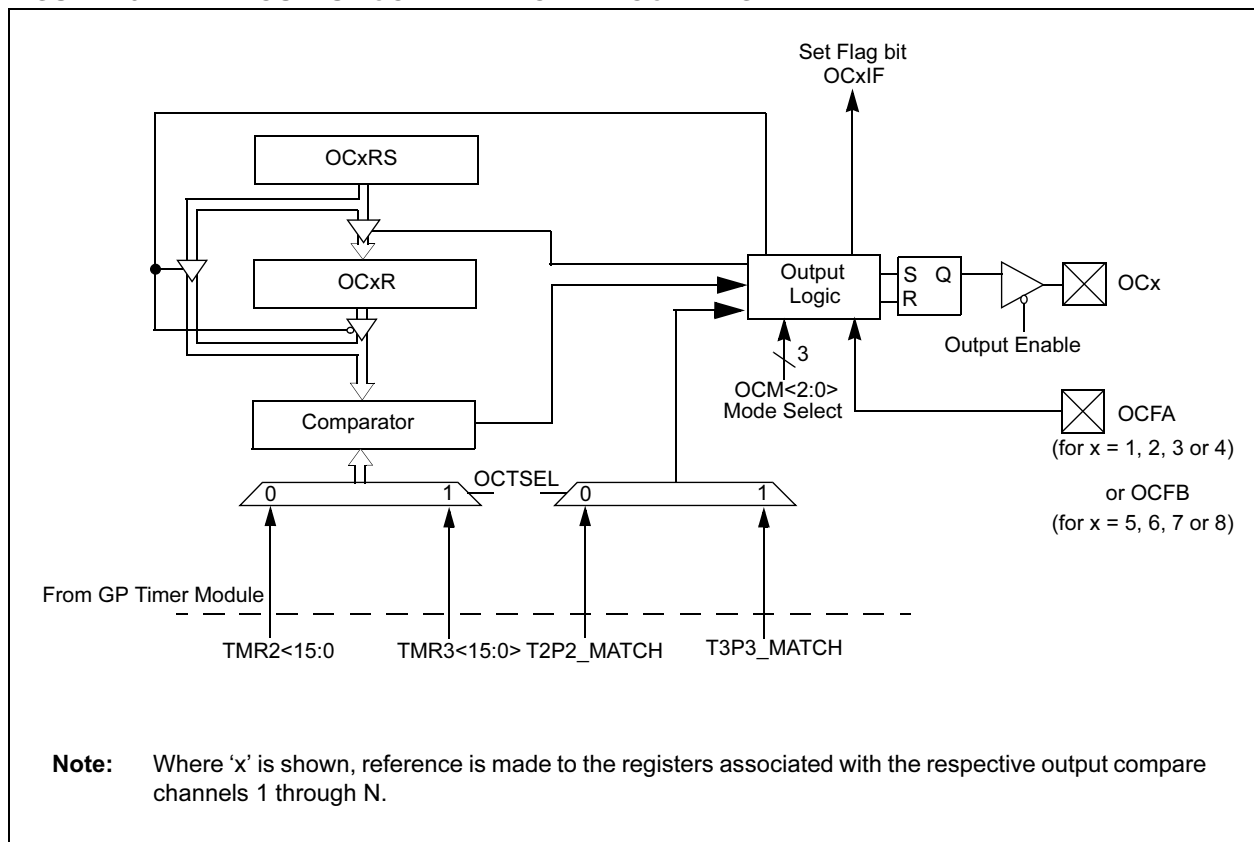 Set Flag bit
OCxIF
OCxRS
OCxR
Output
Logic
S Q
R
OCx
Output Enable
3
OCM<2:0>
Mode Select
Comparator
OCFA
(for x = 1, 2, 3 or 4)
or OCFB
(for x = 5, 6, 7 or 8)
0 1 OCTSEL 0 1
From GP Timer Module
TMR2<15:0 TMR3<15:0> T2P2_MATCH T3P3_MATCH
Note: Where ‘x’ is shown, reference is made to the registers associated with the respective output compare
channels 1 through N.